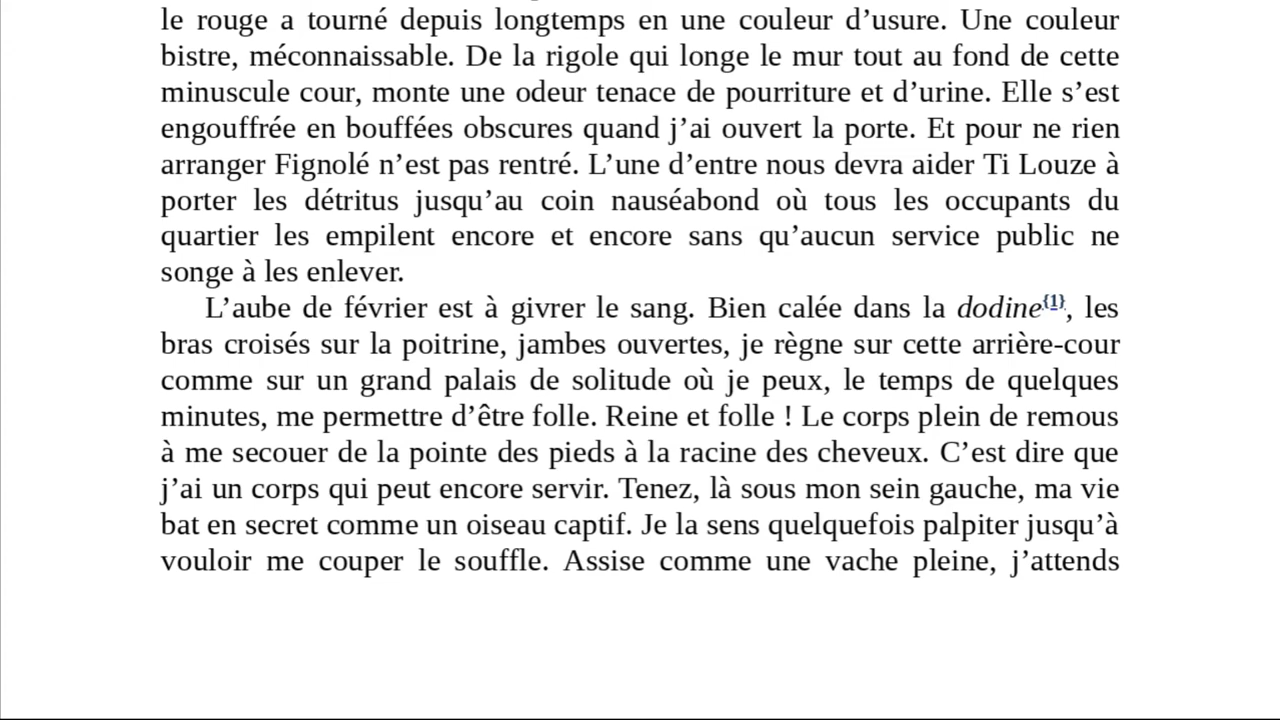 le rouge a tourné depuis longtemps en une couleur d’usure. Une couleur
bistre, méconnaissable. De la rigole qui longe le mur tout au fond de cette
minuscule cour, monte une odeur tenace de pourriture et d’urine. Elle s’est
engouffrée en bouffées obscures quand j’ai ouvert la porte. Et pour ne rien
arranger Fignolé n’est pas rentré. L’une d’entre nous devra aider Ti Louze à
porter les détritus jusqu’au coin nauséabond où tous les occupants du
quartier les empilent encore et encore sans qu’aucun service public ne
songe à les enlever.
L’aube de février est à givrer le sang. Bien calée dans la dodine{1}, les
bras croisés sur la poitrine, jambes ouvertes, je règne sur cette arrière-cour
comme sur un grand palais de solitude où je peux, le temps de quelques
minutes, me permettre d’être folle. Reine et folle ! Le corps plein de remous
à me secouer de la pointe des pieds à la racine des cheveux. C’est dire que
j’ai un corps qui peut encore servir. Tenez, là sous mon sein gauche, ma vie
bat en secret comme un oiseau captif. Je la sens quelquefois palpiter jusqu’à
vouloir me couper le souffle. Assise comme une vache pleine, j’attends